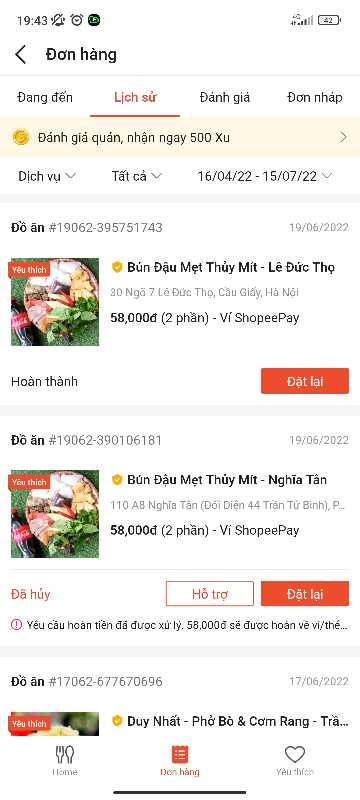 19:43
4G
42
Đơn hàng
Đang đến
Lịch sử
Đánh giá
Đơn nháp
Đánh giá quán, nhận ngay 500 Xu
Dịch vụ
Tất cả
16/04/22 - 15/07/22
Đồ ăn #19062-395751743
19/06/2022
Yêu thích
Bún Đậu Mẹt Thủy Mít - Lê Đức Thọ
30 Ngõ 7 Lê Đức Thọ, Cầu Giấy, Hà Nội
58,000đ (2 phần) - Ví ShopeePay
Hoàn thành
Đặt lại
Đồ ăn #19062-390106181
19/06/2022
Yêu thích
Bún Đậu Mẹt Thủy Mít - Nghĩa Tân
110 A8 Nghĩa Tân (Đối Diện 44 Trần Tử Bình), P...
58,000đ (2 phần) - Ví ShopeePay
Đã hủy
Hỗ trợ
Đặt lại
Yêu cầu hoàn tiền đã được xử lý. 58,000đ sẽ được hoàn về ví/thẻ...
Đồ ăn #17062-677670696
17/06/2022
Yêu thích
Duy Nhất - Phở Bò & Cơm Rang - Trầ...
Home
Đơn hàng
Yêu thích